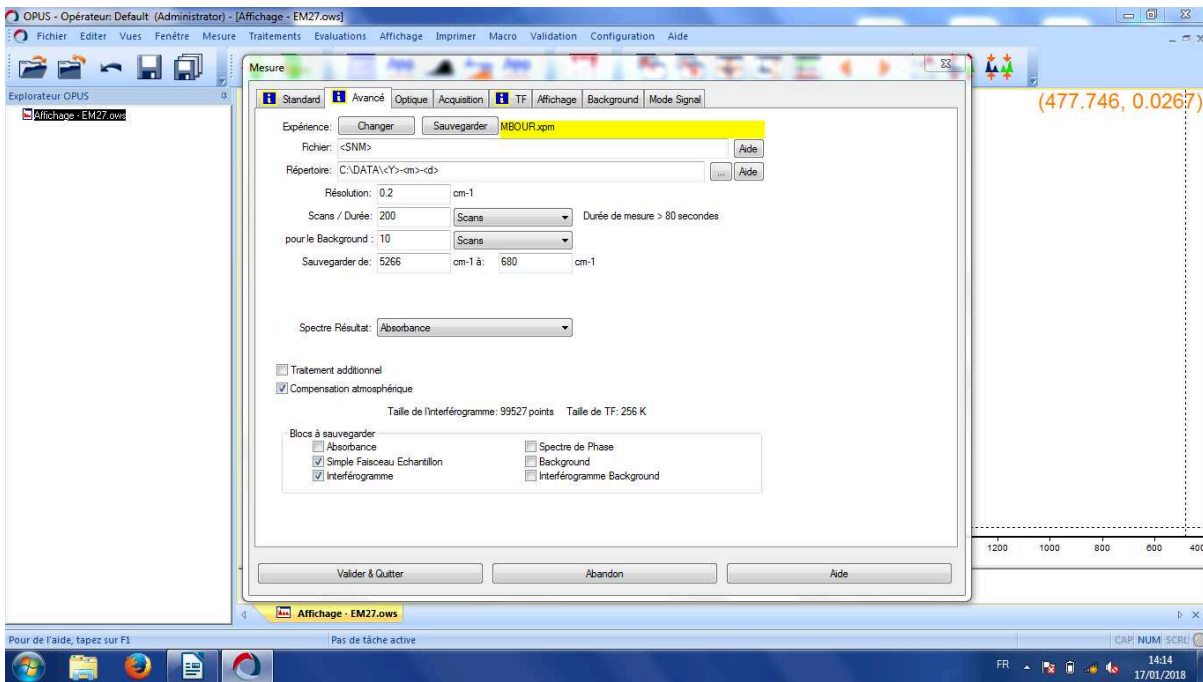 OPUS - Opérateur: Default (Administrator) - [Affichage - EM27.ows]
Fichier Editer Vues Fenêtre Mesure Traitements Evaluations Affichage Imprimer Macro Validation Configuration Aide
Explorateur OPUS
Affichage - EM27.ows
(477.746, 0.0267)
Mesure
Standard Avancé Optique Acquisition TF Affichage Background Mode Signal
Expérience: Changer Sauvegarder MBOUR.xpm
Fichier: <SNM> Aide
Répertoire: C:\DATA\<Y>-<m>-<d> ... Aide
Résolution: 0.2 cm-1
Scans / Durée: 200 Scans Durée de mesure > 80 secondes
pour le Background : 10 Scans
Sauvegarder de: 5266 cm-1 à: 680 cm-1
Spectre Résultat: Absorbance
Traitement additionnel
Compensation atmosphérique
Taille de l'interférogramme: 99527 points Taille de TF: 256 K
Blocs à sauvegarder
Absorbance Spectre de Phase
Simple Faisceau Echantillon Background
Interférogramme Interférogramme Background
1200 1000 800 600 400
Valider & Quitter Abandon Aide
Affichage - EM27.ows
Pour de l'aide, tapez sur F1 Pas de tâche active CAP NUM SCRL
FR 14:14
17/01/2018